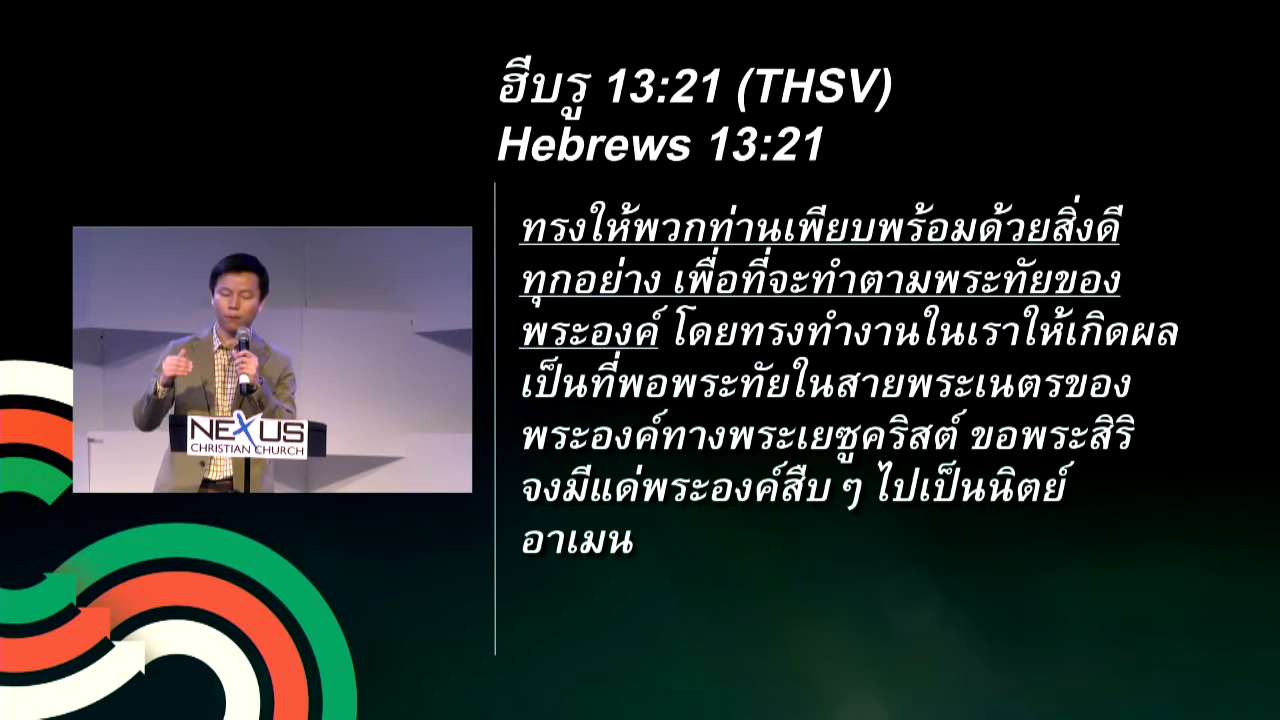 ฮีบรู 13:21 (THSV)
Hebrews 13:21
ทรงให้พวกท่านเพียบพร้อมด้วยสิ่งดี
ทุกอย่าง เพื่อที่จะทำตามพระทัยของ
พระองค์ โดยทรงทำงานในเราให้เกิดผล
เป็นที่พอพระทัยในสายพระเนตรของ
พระองค์ทางพระเยซูคริสต์ ขอพระสิริ
จงมีแด่พระองค์สืบ ๆ ไปเป็นนิตย์
อาเมน
NEXUS
CHRISTIAN CHURCH